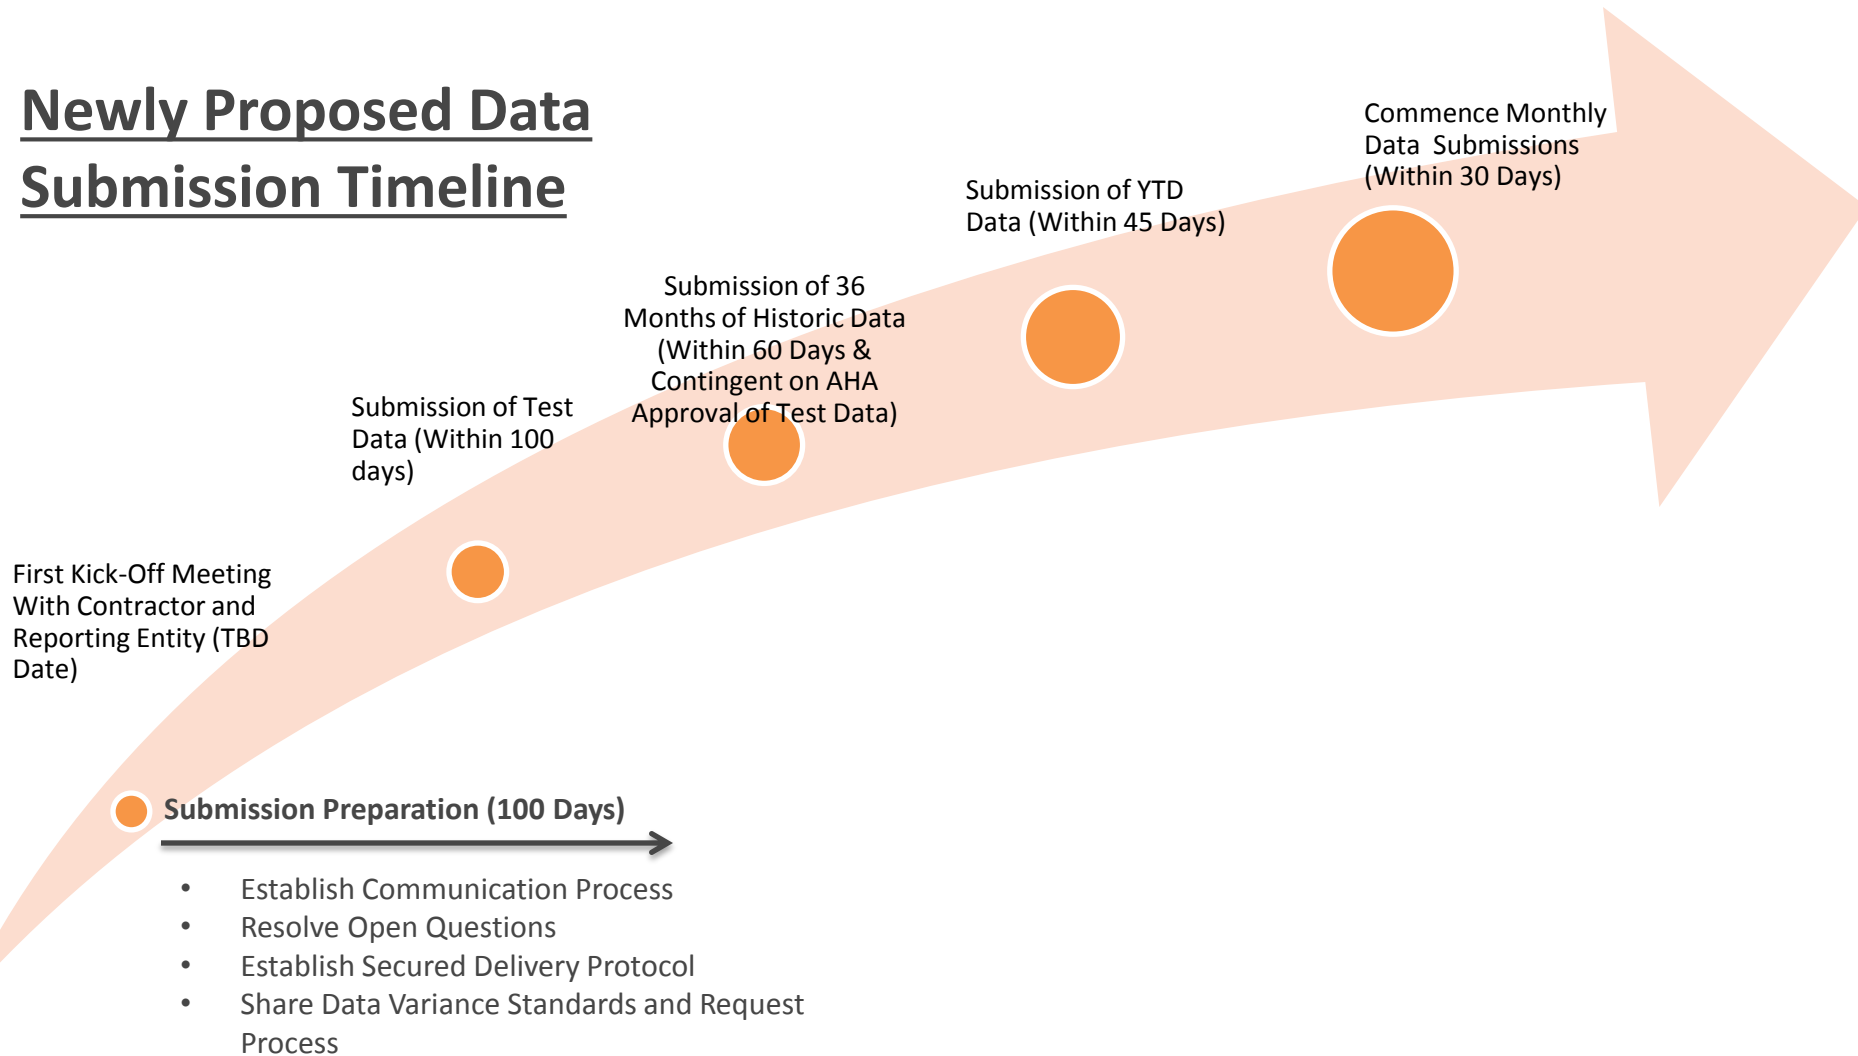 Newly Proposed Data
Submission Timeline
Commence Monthly
Data Submissions
(Within 30 Days)
Submission of YTD
Data (Within 45 Days)
Submission of 36
Months of Historic Data
(Within 60 Days &
Contingent on AHA
Approval of Test Data)
Submission of Test
Data (Within 100
days)
First Kick-Off Meeting
With Contractor and
Reporting Entity (TBD
Date)
Submission Preparation (100 Days)
• Establish Communication Process
• Resolve Open Questions
• Establish Secured Delivery Protocol
• Share Data Variance Standards and Request
Process